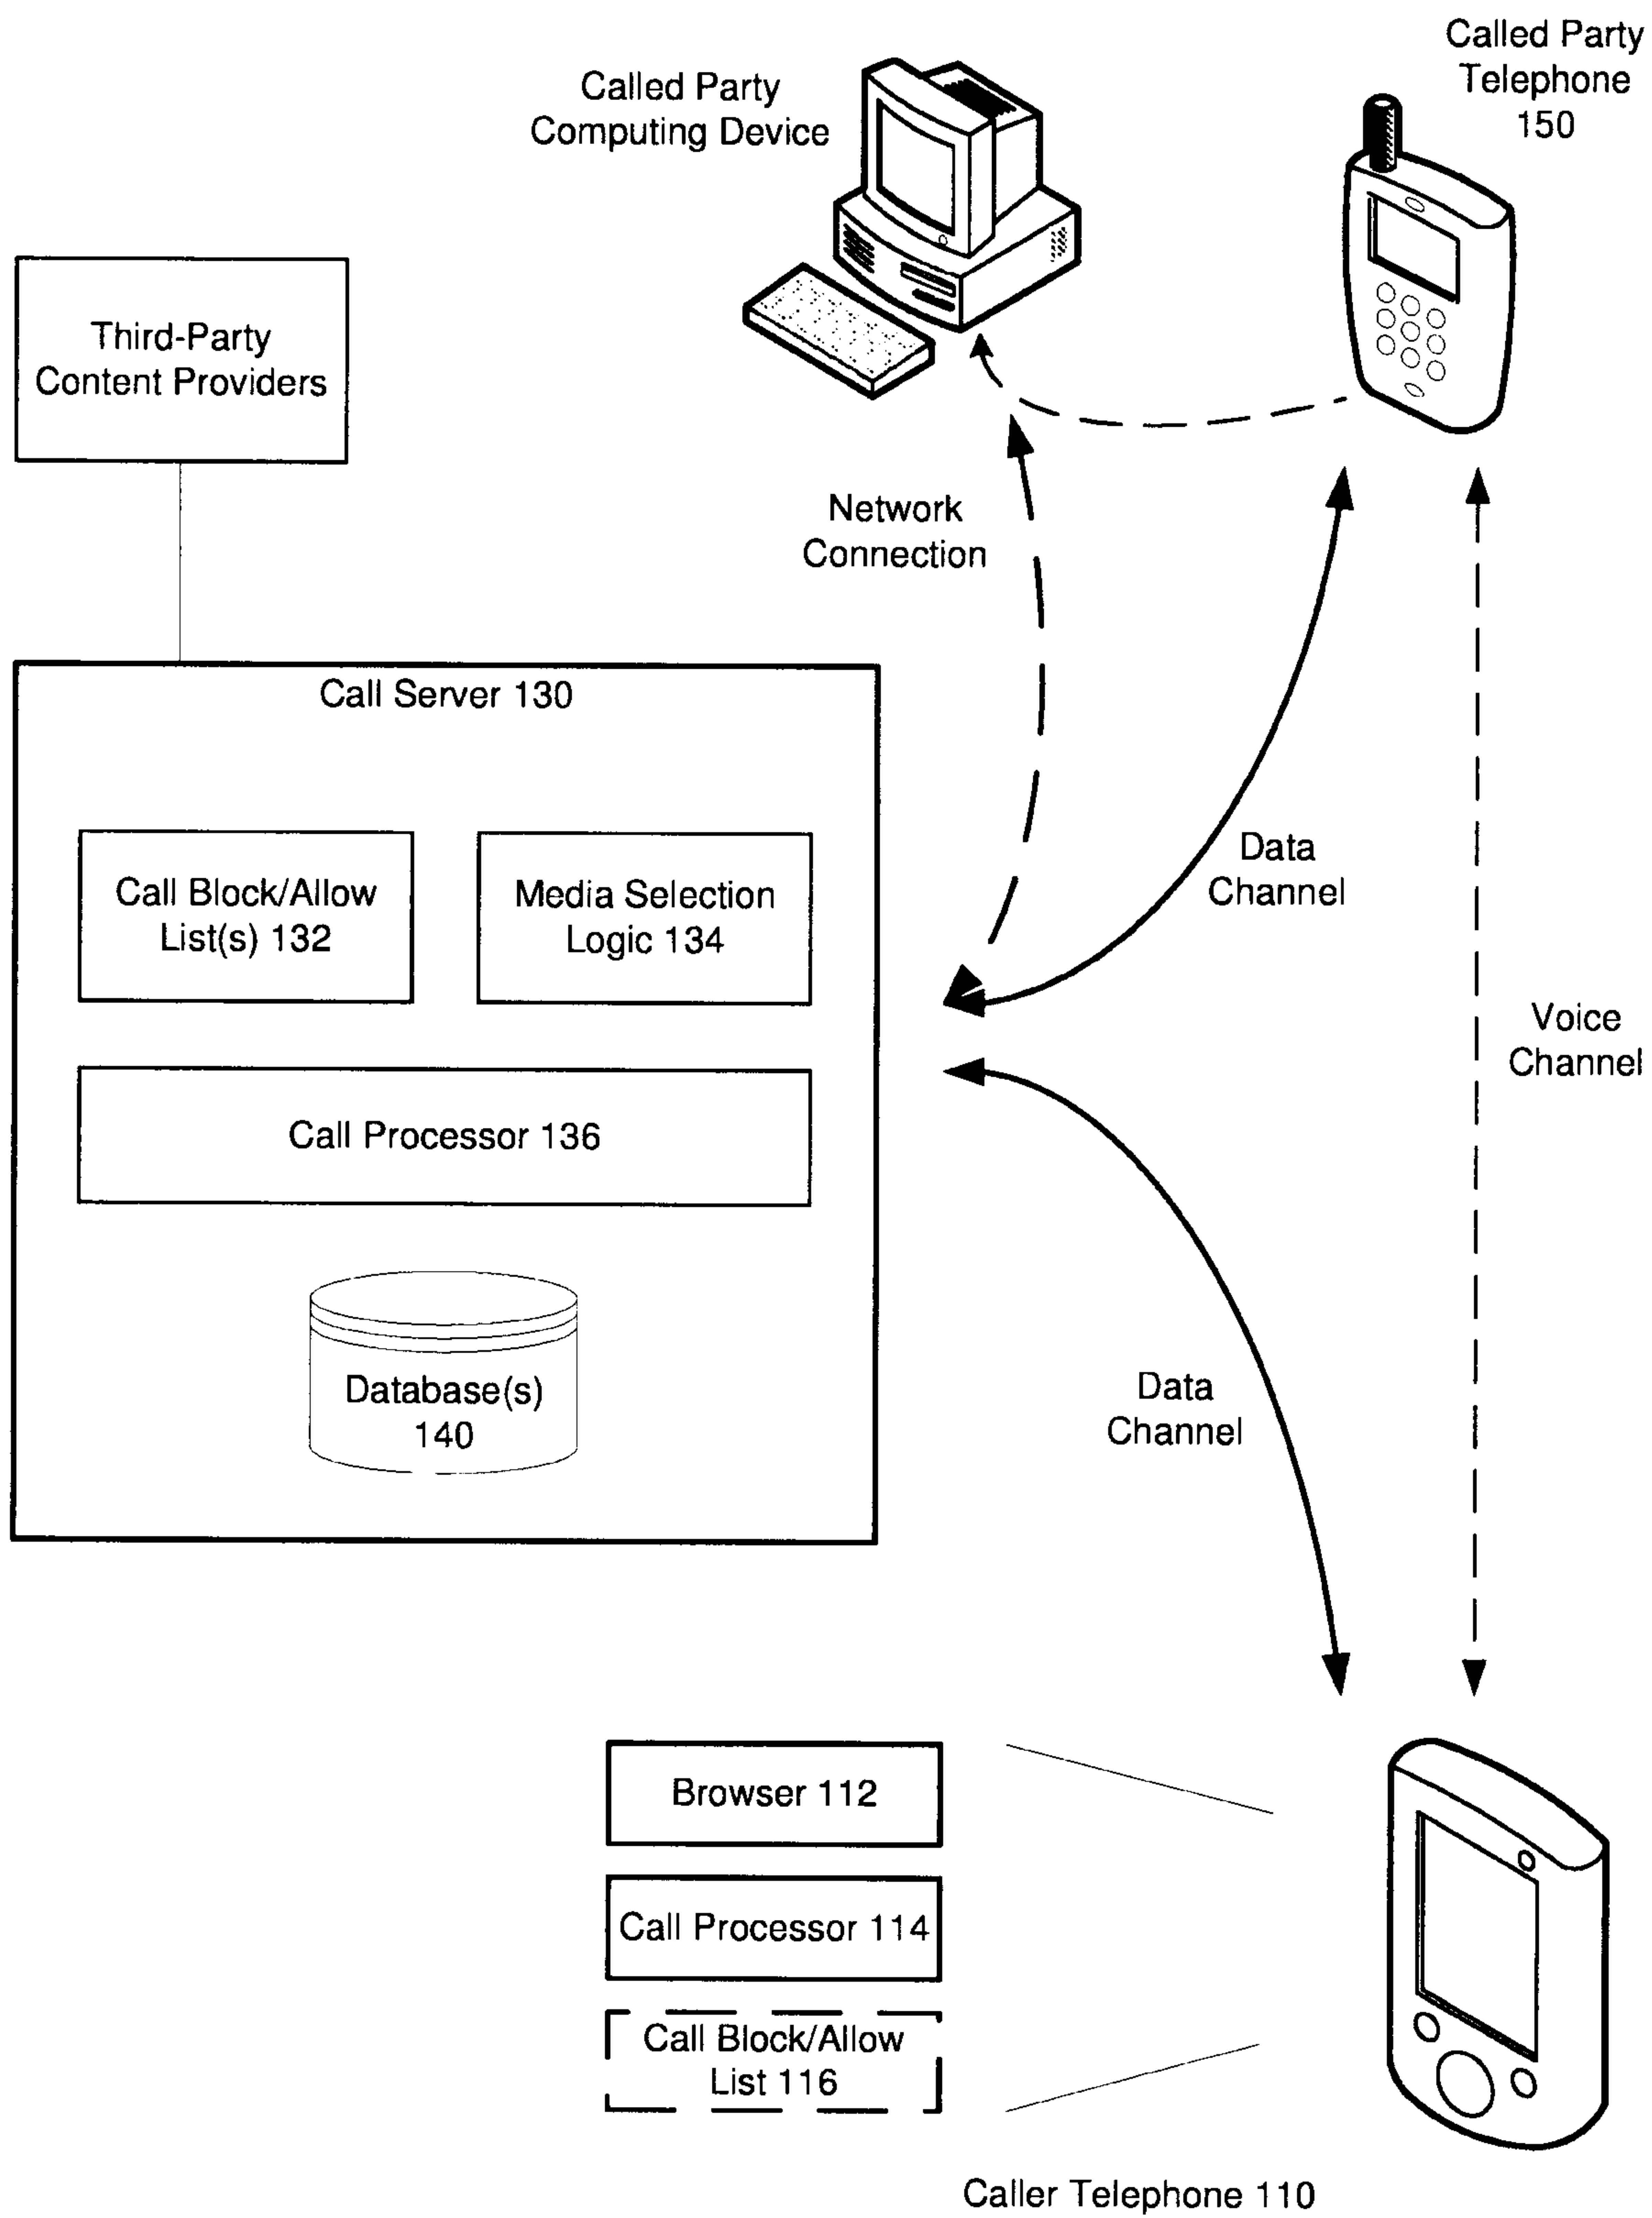 Called Party
Telephone
150
Called Party
Computing Device
Third-Party
Content Providers
Network
Connection
Call Server 130
Data
Channel
Call Block/Allow
List(s) 132
Media Selection
Logic 134
Voice
Channel
Call Processor 136
Database(s)
140
Data
Channel
Browser 112
Call Processor 114
Call Block/Allow
List 116
Caller Telephone 110